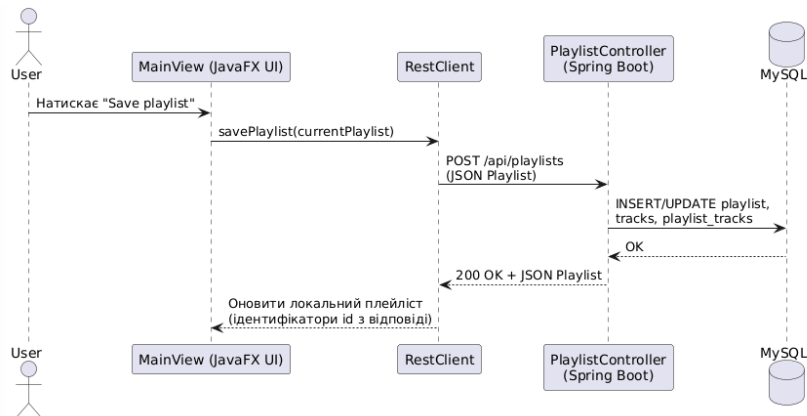 User
MainView (JavaFX UI)
RestClient
PlaylistController
(Spring Boot)
MySQL
Натискає "Save playlist"
savePlaylist(currentPlaylist)
POST /api/playlists
(JSON Playlist)
INSERT/UPDATE playlist,
tracks, playlist_tracks
OK
200 OK + JSON Playlist
Оновити локальний плейліст
(ідентифікатори id з відповіді)
User
MainView (JavaFX UI)
RestClient
PlaylistController
(Spring Boot)
MySQL